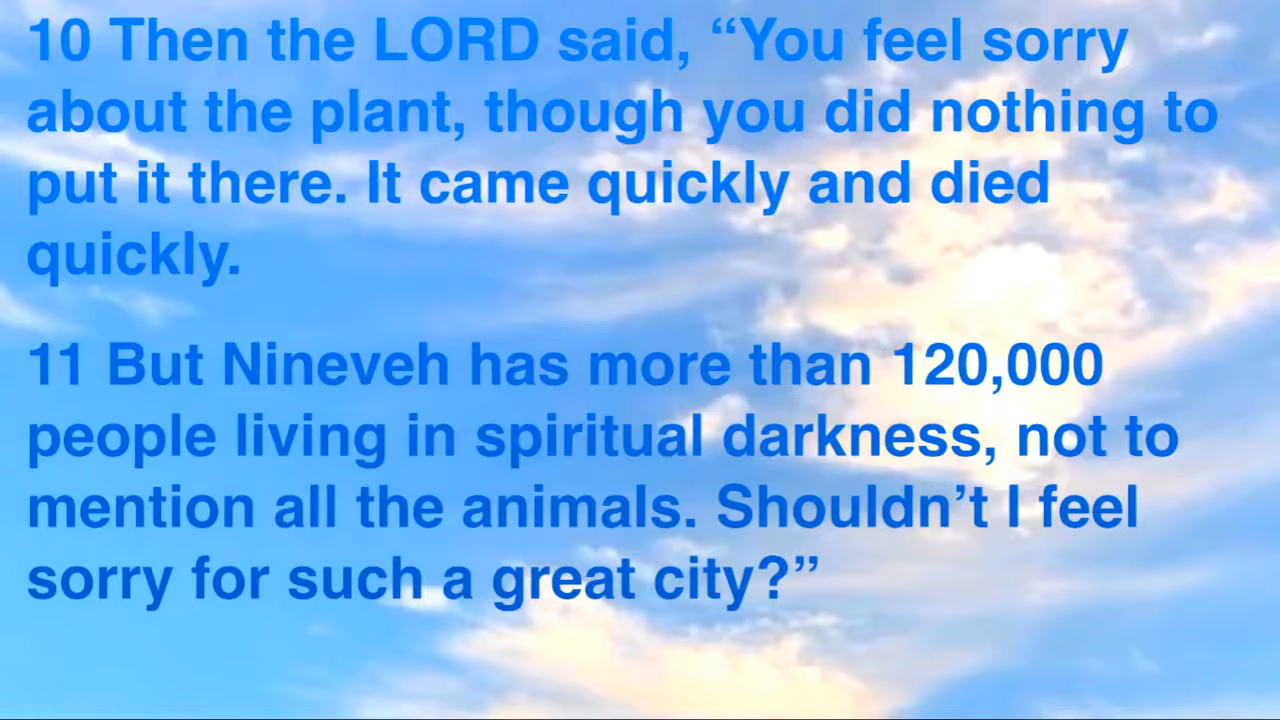 10 Then the LORD said, “You feel sorry
about the plant, though you did nothing to
put it there. It came quickly and died
quickly.
11 But Nineveh has more than 120,000
people living in spiritual darkness, not to
mention all the animals. Shouldn’t I feel
sorry for such a great city?”